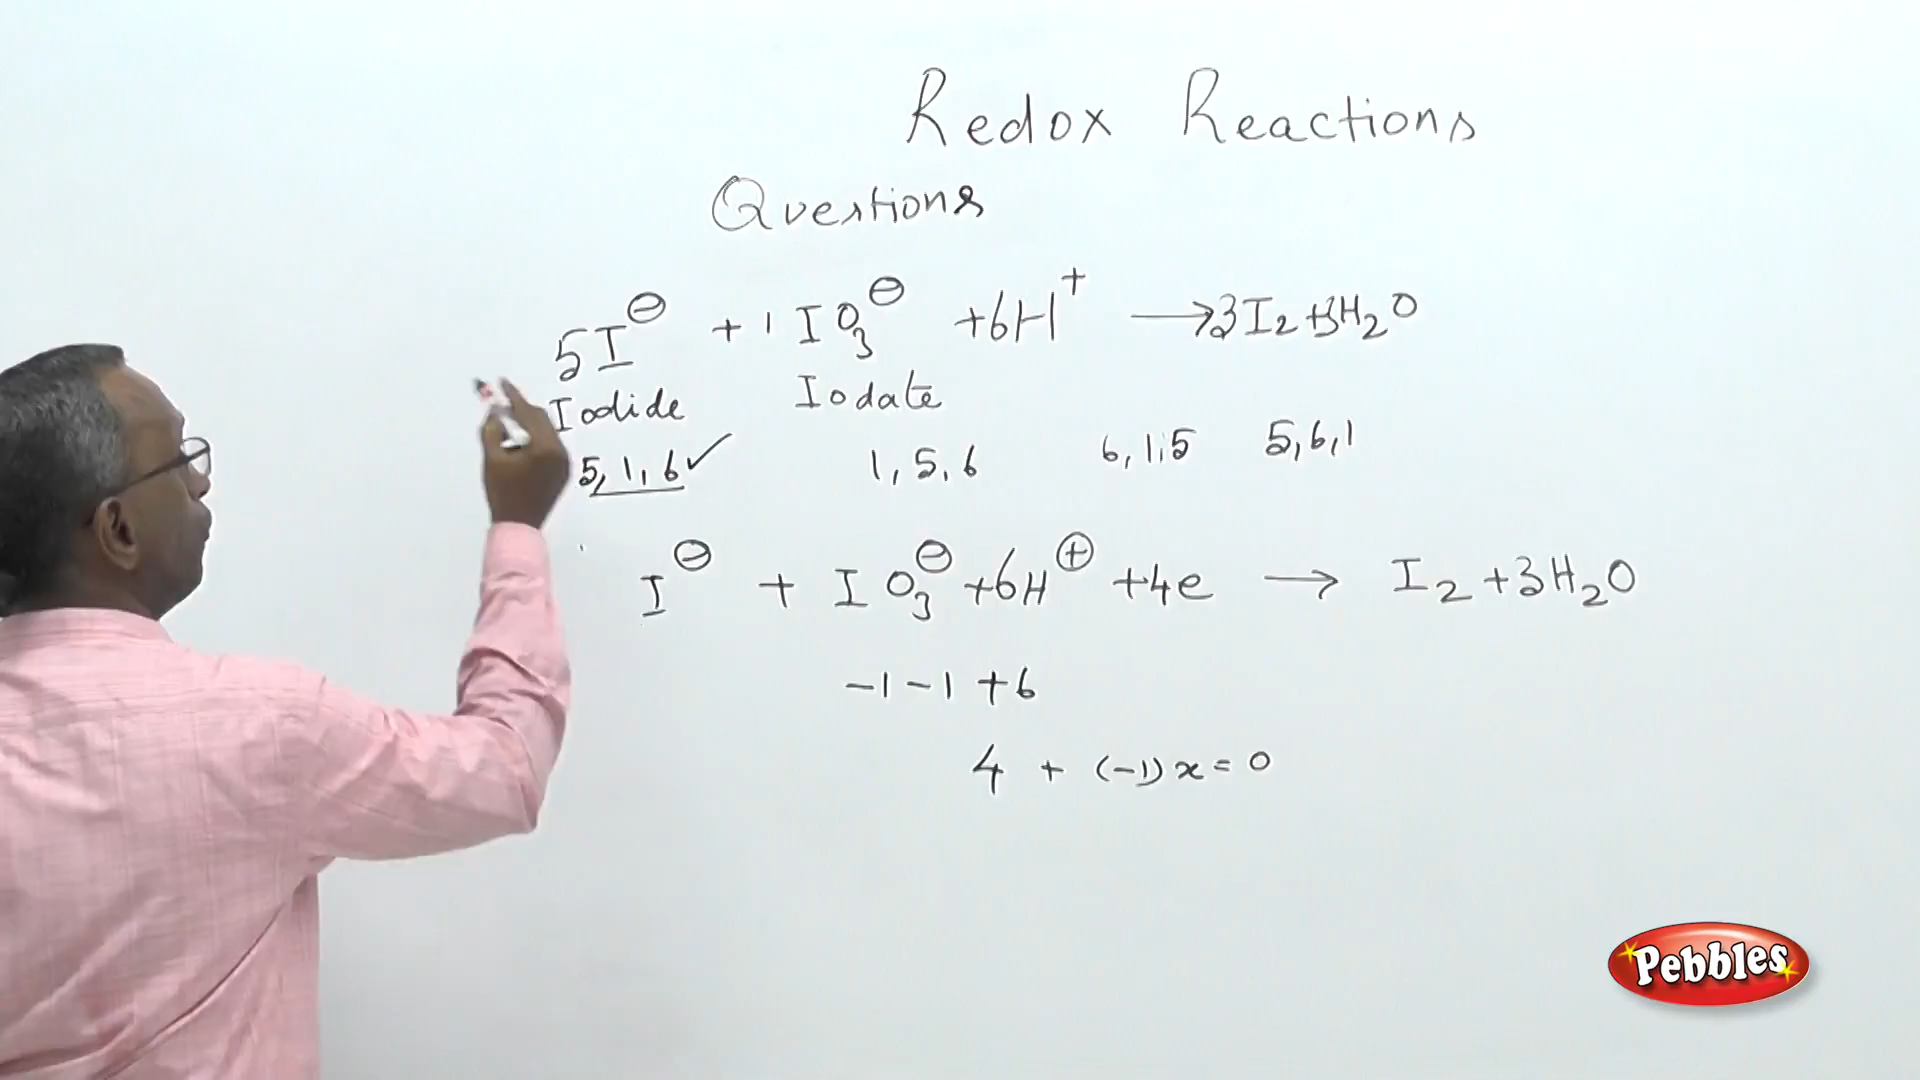 Redox Reactions
Questions
5I⊖ + 1 IO₃⊖ +6H⁺ → 3I₂ + 3H₂O
Iodide Iodate
5, 1, 6 ✓ 1, 5, 6 6, 1, 5 5, 6, 1
I⊖ + IO₃⊖ +6H⊕ +4e → I₂ +3H₂O
-1 -1 +6
4 + (-1)x = 0
Pebbles